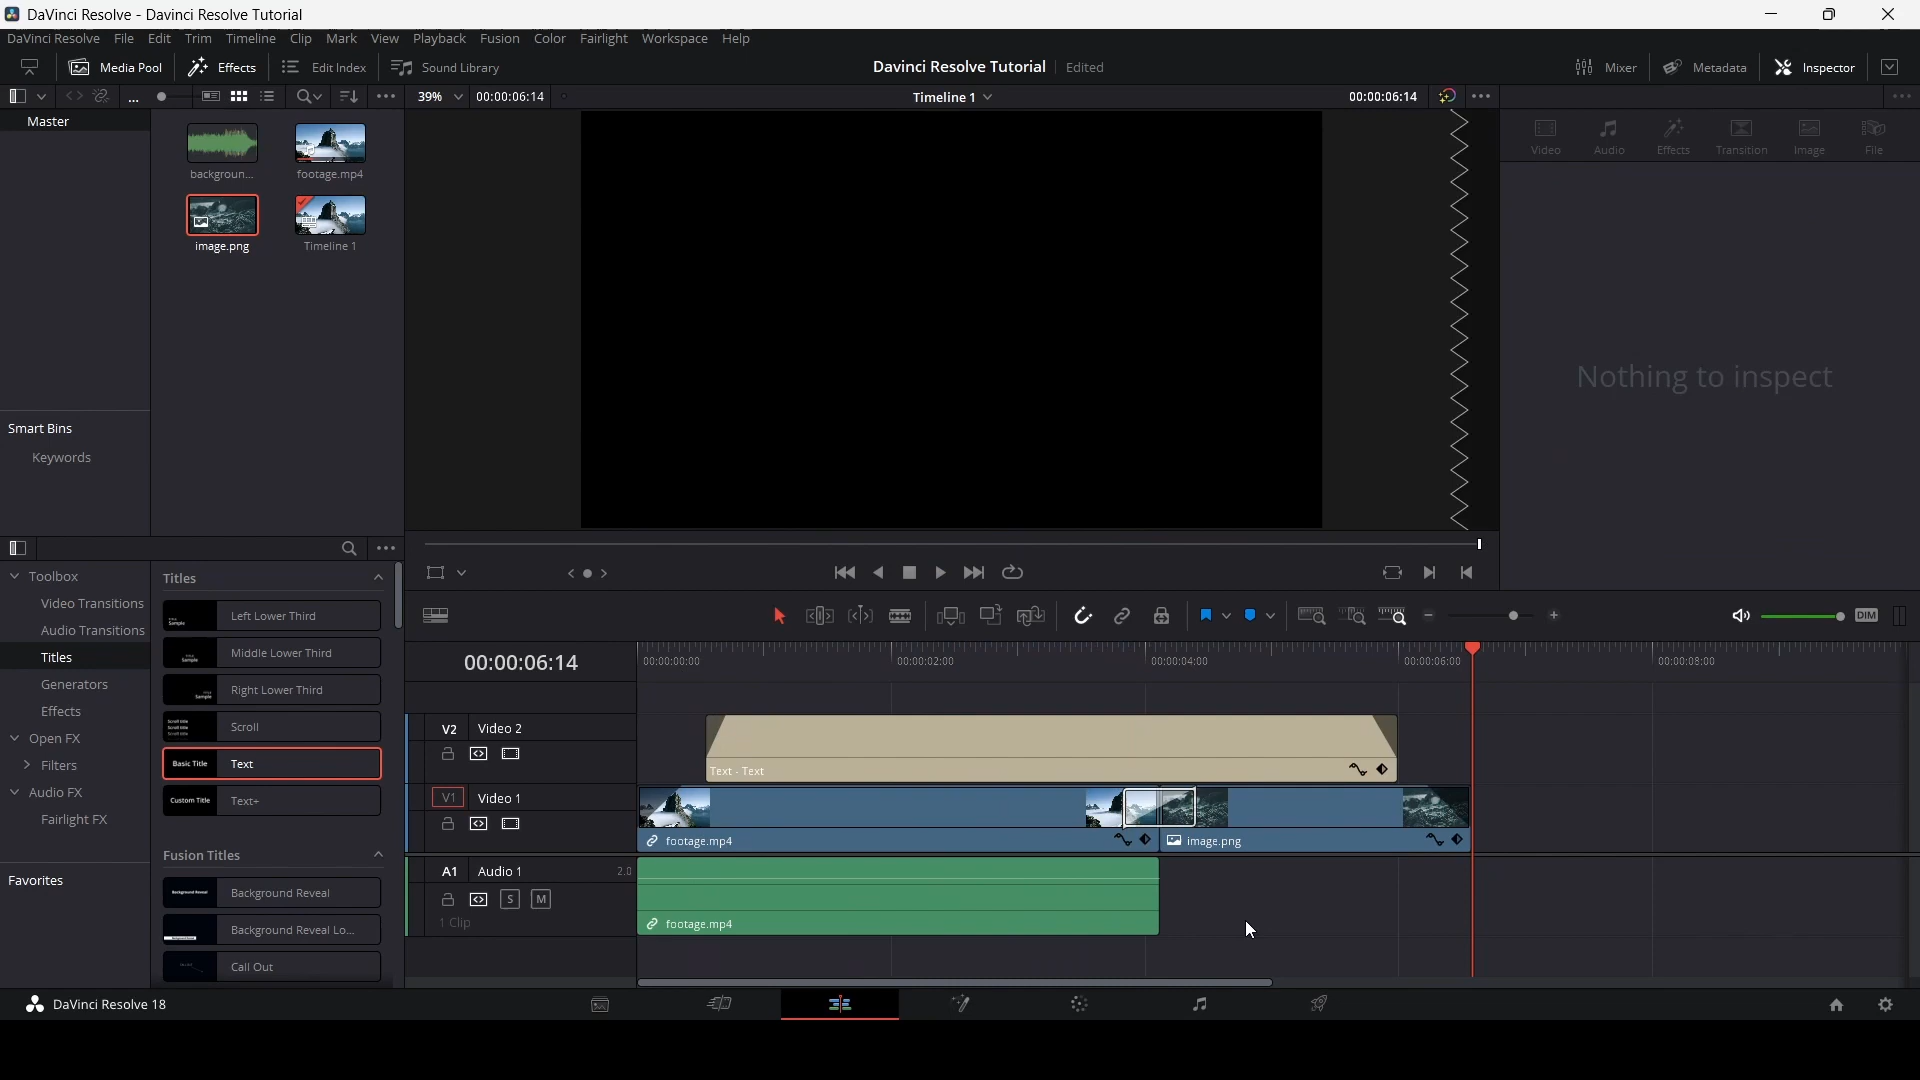 DaVinci Resolve - Davinci Resolve Tutorial
DaVinci Resolve File Edit Trim Timeline Clip Mark View Playback Fusion Color Fairlight Workspace Help
Media Pool Effects Edit Index Sound Library Davinci Resolve Tutorial Edited Mixer Metadata Inspector
... 39% 00:00:06:14 Timeline 1 00:00:06:14
Master
Video Audio Effects Transition Image File
backgroun... footage.mp4
image.png Timeline 1
Nothing to inspect
Smart Bins
Keywords
Toolbox
Video Transitions
Audio Transitions
Titles
Generators
Effects
Open FX
Filters
Audio FX
Fairlight FX
Favorites
Titles
Sample Left Lower Third
Sample Middle Lower Third
Sample Right Lower Third
Scroll
Basic Title Text
Custom Title Text+
Fusion Titles
Background Reveal Background Reveal
Background Reveal Lo...
Call Out
DIM
00:00:06:14 00:00:00:00 00:00:02:00 00:00:04:00 00:00:06:00 00:00:08:00
V2 Video 2
Text - Text
V1 Video 1
footage.mp4 image.png
A1 Audio 1 2.0
S M
1 Clip
footage.mp4
DaVinci Resolve 18